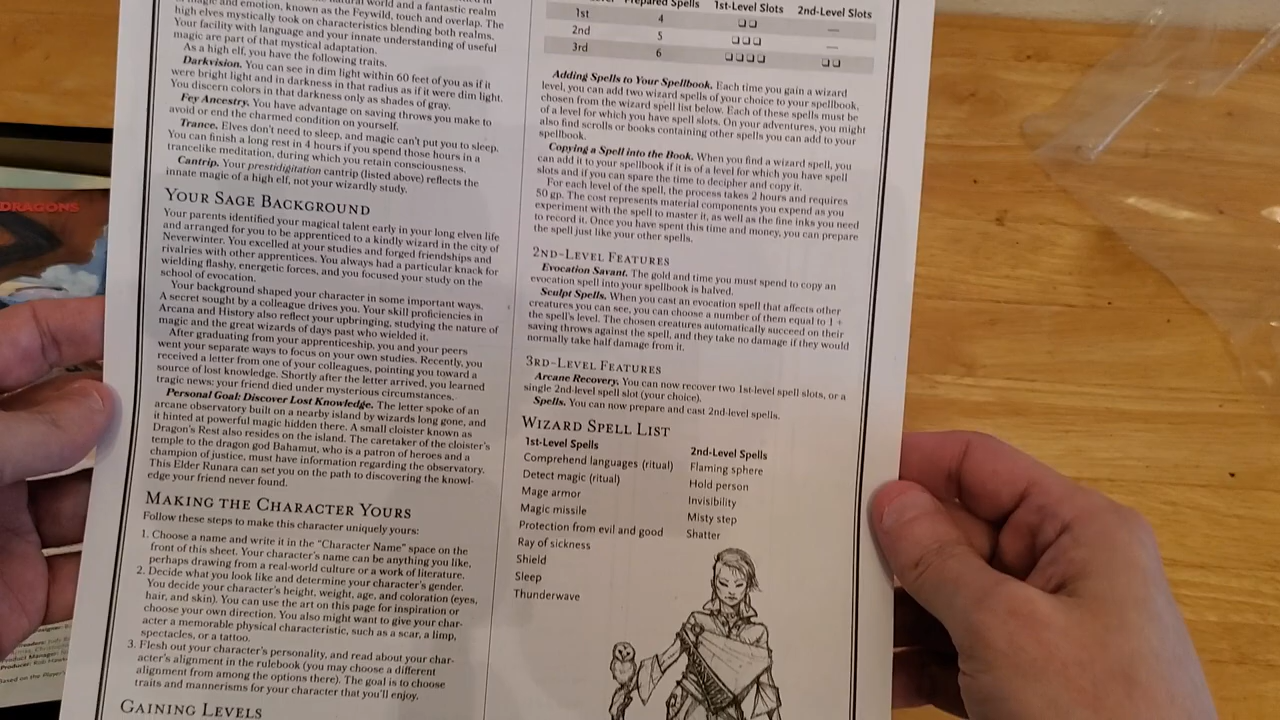 natural world and a fantastic realm
of magic and emotion, known as the Feywild, touch and overlap. The
high elves mystically took on characteristics blending both realms.
Your facility with language and your innate understanding of useful
magic are part of that mystical adaptation.
As a high elf, you have the following traits.
Darkvision. You can see in dim light within 60 feet of you as if it
were bright light and in darkness in that radius as if it were dim light.
You discern colors in that darkness only as shades of gray.
Fey Ancestry. You have advantage on saving throws you make to
avoid or end the charmed condition on yourself.
Trance. Elves don't need to sleep, and magic can't put you to sleep.
You can finish a long rest in 4 hours if you spend those hours in a
trancelike meditation, during which you retain consciousness.
Cantrip. Your prestidigitation cantrip (listed above) reflects the
innate magic of a high elf, not your wizardly study.
YOUR SAGE BACKGROUND
Your parents identified your magical talent early in your long elven life
and arranged for you to be apprenticed to a kindly wizard in the city of
Neverwinter. You excelled at your studies and forged friendships and
rivalries with other apprentices. You always had a particular knack for
wielding flashy, energetic forces, and you focused your study on the
school of evocation.
Your background shaped your character in some important ways.
A secret sought by a colleague drives you. Your skill proficiencies in
Arcana and History also reflect your upbringing, studying the nature of
magic and the great wizards of days past who wielded it.
After graduating from your apprenticeship, you and your peers
went your separate ways to focus on your own studies. Recently, you
received a letter from one of your colleagues, pointing you toward a
source of lost knowledge. Shortly after the letter arrived, you learned
tragic news: your friend died under mysterious circumstances.
Personal Goal: Discover Lost Knowledge. The letter spoke of an
arcane observatory built on a nearby island by wizards long gone, and
it hinted at powerful magic hidden there. A small cloister known as
Dragon's Rest also resides on the island. The caretaker of the cloister's
temple to the dragon god Bahamut, who is a patron of heroes and a
champion of justice, must have information regarding the observatory.
This Elder Runara can set you on the path to discovering the knowl-
edge your friend never found.
MAKING THE CHARACTER YOURS
Follow these steps to make this character uniquely yours:
1. Choose a name and write it in the "Character Name" space on the
front of this sheet. Your character's name can be anything you like,
perhaps drawing from a real-world culture or a work of literature.
2. Decide what you look like and determine your character's gender.
You decide your character's height, weight, age, and coloration (eyes,
hair, and skin). You can use the art on this page for inspiration or
choose your own direction. You also might want to give your char-
acter a memorable physical characteristic, such as a scar, a limp,
spectacles, or a tattoo.
3. Flesh out your character's personality, and read about your char-
acter's alignment in the rulebook (you may choose a different
alignment from among the options there). The goal is to choose
traits and mannerisms for your character that you'll enjoy.
GAINING LEVELS
Prepared Spells 1st-Level Slots 2nd-Level Slots
1st 4 ❏❏ —
2nd 5 ❏❏❏ —
3rd 6 ❏❏❏❏ ❏❏
Adding Spells to Your Spellbook. Each time you gain a wizard
level, you can add two wizard spells of your choice to your spellbook,
chosen from the wizard spell list below. Each of these spells must be
of a level for which you have spell slots. On your adventures, you might
also find scrolls or books containing other spells you can add to your
spellbook.
Copying a Spell into the Book. When you find a wizard spell, you
can add it to your spellbook if it is of a level for which you have spell
slots and if you can spare the time to decipher and copy it.
For each level of the spell, the process takes 2 hours and requires
50 gp. The cost represents material components you expend as you
experiment with the spell to master it, as well as the fine inks you need
to record it. Once you have spent this time and money, you can prepare
the spell just like your other spells.
2ND-LEVEL FEATURES
Evocation Savant. The gold and time you must spend to copy an
evocation spell into your spellbook is halved.
Sculpt Spells. When you cast an evocation spell that affects other
creatures you can see, you can choose a number of them equal to 1 +
the spell's level. The chosen creatures automatically succeed on their
saving throws against the spell, and they take no damage if they would
normally take half damage from it.
3RD-LEVEL FEATURES
Arcane Recovery. You can now recover two 1st-level spell slots, or a
single 2nd-level spell slot (your choice).
Spells. You can now prepare and cast 2nd-level spells.
WIZARD SPELL LIST
1st-Level Spells
Comprehend languages (ritual)
Detect magic (ritual)
Mage armor
Magic missile
Protection from evil and good
Ray of sickness
Shield
Sleep
Thunderwave
2nd-Level Spells
Flaming sphere
Hold person
Invisibility
Misty step
Shatter
DRAGONS
Product Manager:
Producer: Rob
Based on the Player's